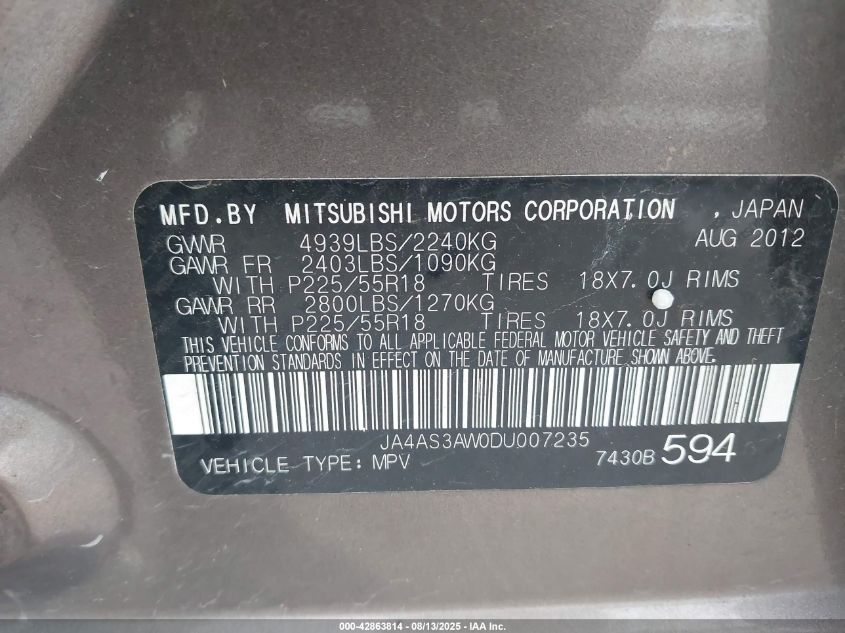 MFD.BY MITSUBISHI MOTORS CORPORATION , JAPAN
GVWR 4939LBS/2240KG AUG 2012
GAWR FR 2403LBS/1090KG
WITH P225/55R18 TIRES 18X7.0J RIMS
GAWR RR 2800LBS/1270KG
WITH P225/55R18 TIRES 18X7.0J RIMS
THIS VEHICLE CONFORMS TO ALL APPLICABLE FEDERAL MOTOR VEHICLE SAFETY AND THEFT
PREVENTION STANDARDS IN EFFECT ON THE DATE OF MANUFACTURE SHOWN ABOVE.
JA4AS3AW0DU007235
VEHICLE TYPE: MPV 7430B 594
000-42863814 - 08/13/2025 - IAA Inc.